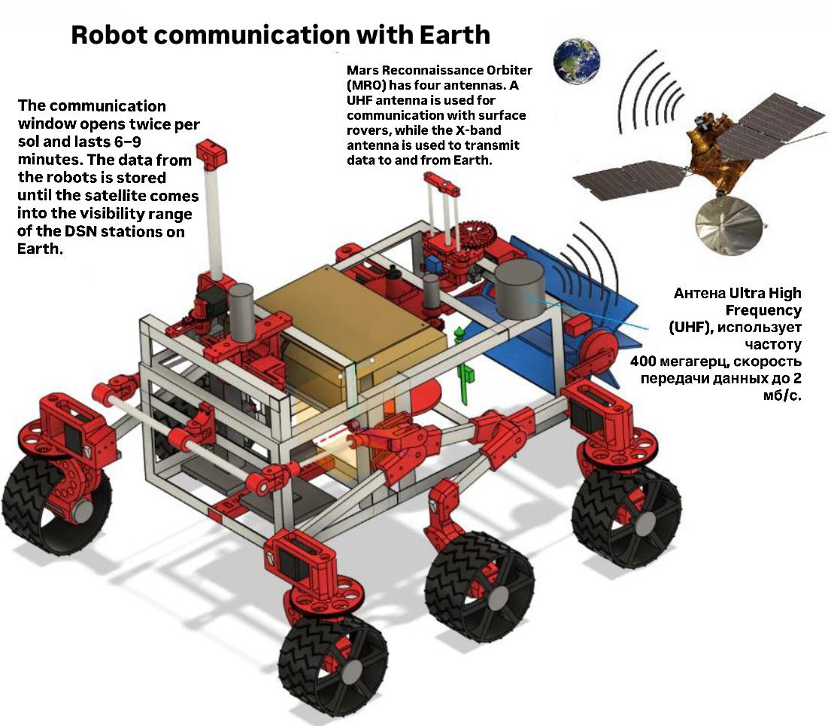 Robot communication with Earth
Mars Reconnaissance Orbiter
(MRO) has four antennas. A
UHF antenna is used for
communication with surface
rovers, while the X-band
antenna is used to transmit
data to and from Earth.
The communication
window opens twice per
sol and lasts 6–9
minutes. The data from
the robots is stored
until the satellite comes
into the visibility range
of the DSN stations on
Earth.
Антена Ultra High
Frequency
(UHF), использует
частоту
400 мегагерц, скорость
передачи данных до 2
мб/с.